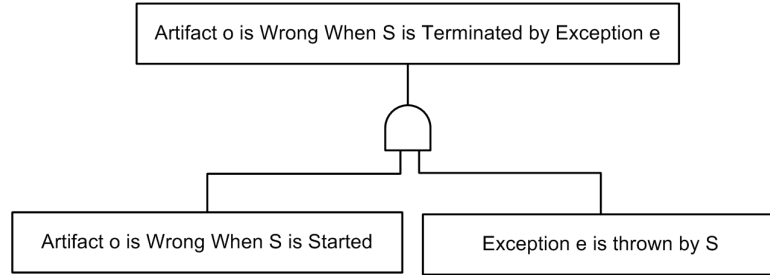 Artifact o is Wrong When S is Terminated by Exception e
Artifact o is Wrong When S is Started
Exception e is thrown by S